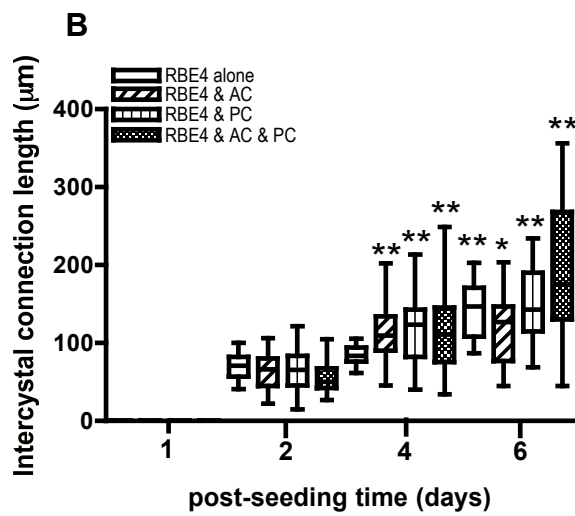 B
Intercystal connection length (μm)
RBE4 alone
RBE4 & AC
RBE4 & PC
RBE4 & AC & PC
400
300
200
100
0
** ** ** ** * ** **
1 2 4 6
post-seeding time (days)